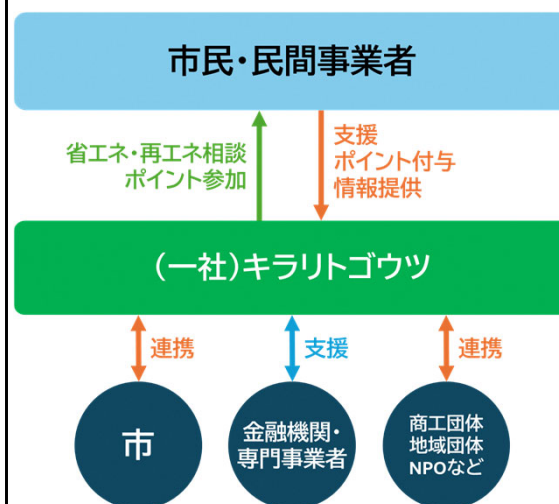 市民・民間事業者
省エネ・再エネ相談
ポイント参加
支援
ポイント付与
情報提供
(一社)キラリトゴウツ
連携
支援
連携
市
金融機関・
専門事業者
商工団体
地域団体
NPOなど